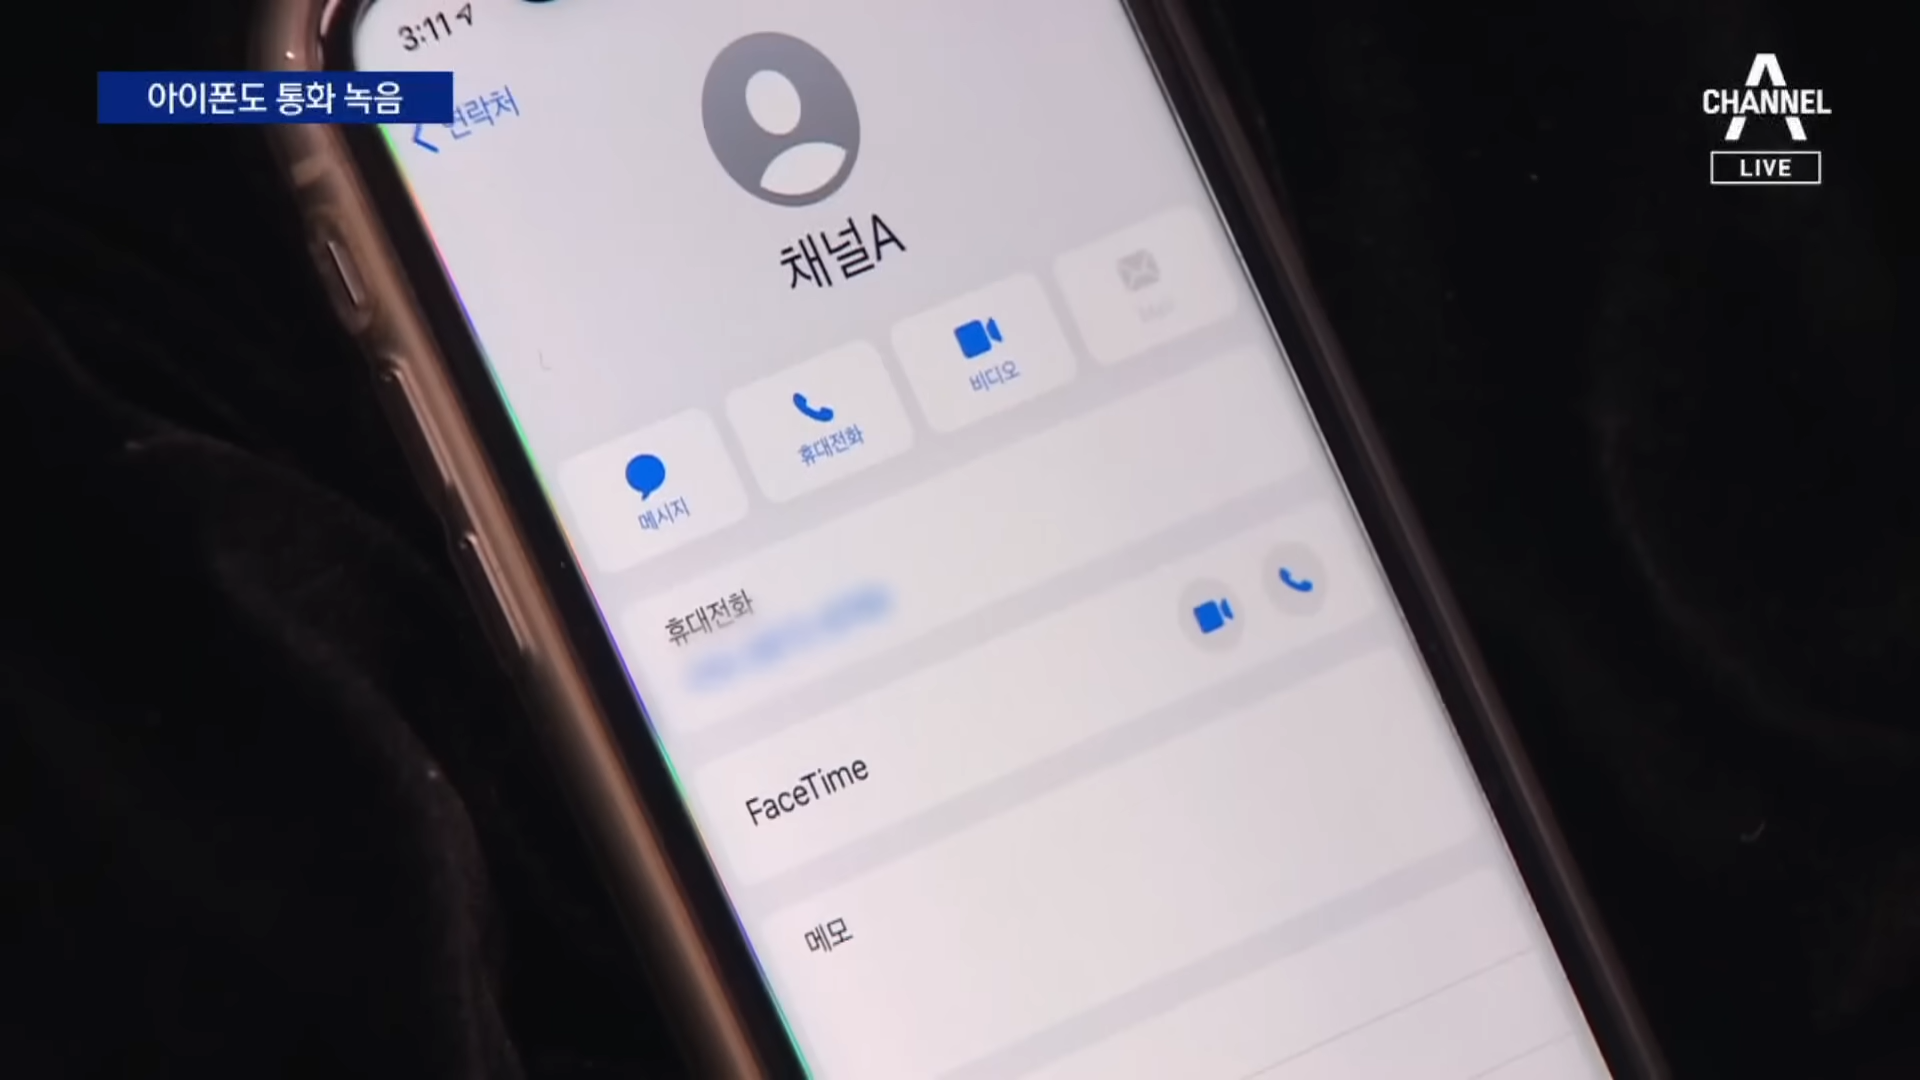 3:11
아이폰도 통화 녹음
연락처
CHANNEL
LIVE
채널A
메시지
휴대전화
비디오
휴대전화
FaceTime
메모